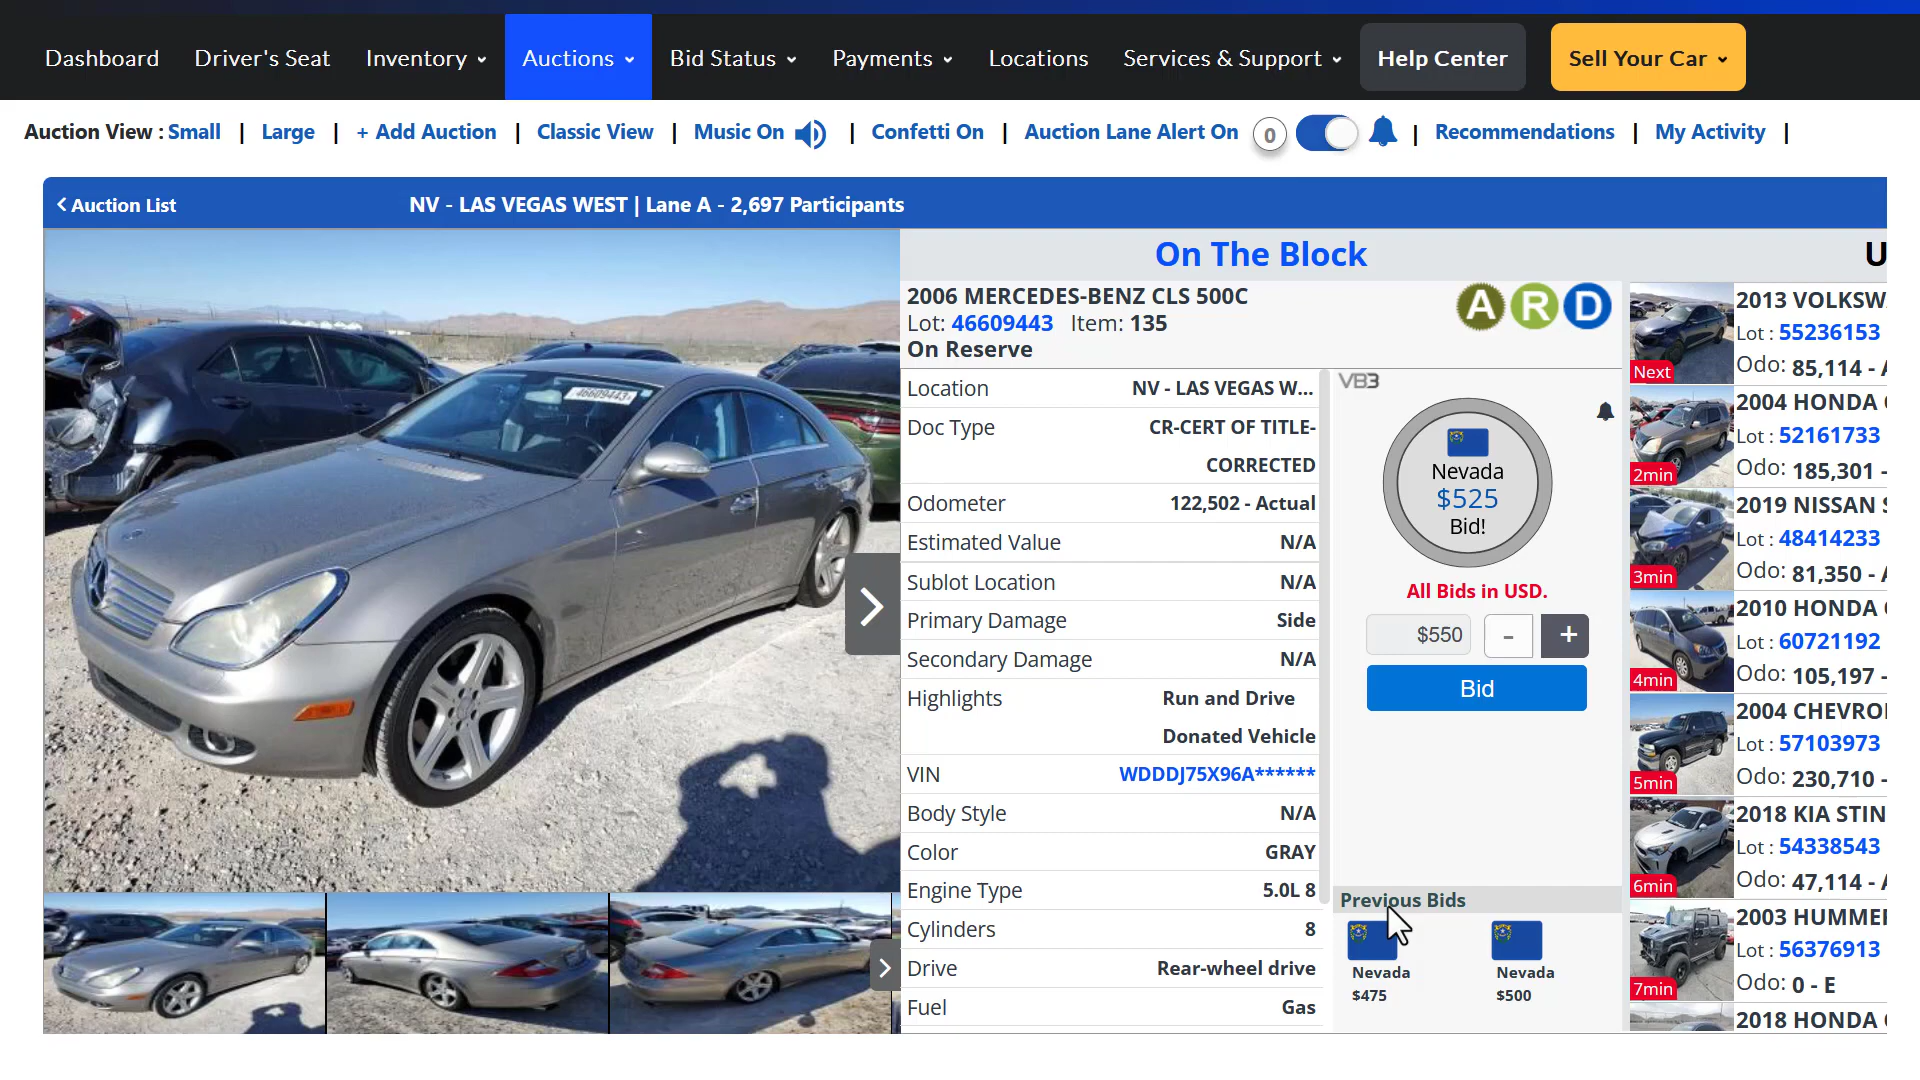 Dashboard
Driver's Seat
Inventory
Auctions
Bid Status
Payments
Locations
Services & Support
Help Center
Sell Your Car
Auction View : Small | Large | + Add Auction | Classic View | Music On | Confetti On | Auction Lane Alert On 0 | Recommendations | My Activity |
Auction List
NV - LAS VEGAS WEST | Lane A - 2,697 Participants
46609443
On The Block
2006 MERCEDES-BENZ CLS 500C
Lot: 46609443 Item: 135
On Reserve
A R D
Location NV - LAS VEGAS W...
Doc Type CR-CERT OF TITLE-
CORRECTED
Odometer 122,502 - Actual
Estimated Value N/A
Sublot Location N/A
Primary Damage Side
Secondary Damage N/A
Highlights Run and Drive
Donated Vehicle
VIN WDDDJ75X96A******
Body Style N/A
Color GRAY
Engine Type 5.0L 8
Cylinders 8
Drive Rear-wheel drive
Fuel Gas
VB3
Nevada
$525
Bid!
All Bids in USD.
$550 - +
Bid
Previous Bids
Nevada
$475
Nevada
$500
U
2013 VOLKSW
Lot : 55236153
Odo: 85,114 - A
Next
2004 HONDA C
Lot : 52161733
Odo: 185,301 -
2min
2019 NISSAN S
Lot : 48414233
Odo: 81,350 - A
3min
2010 HONDA O
Lot : 60721192
Odo: 105,197 -
4min
2004 CHEVROL
Lot : 57103973
Odo: 230,710 -
5min
2018 KIA STIN
Lot : 54338543
Odo: 47,114 - A
6min
2003 HUMMER
Lot : 56376913
Odo: 0 - E
7min
2018 HONDA